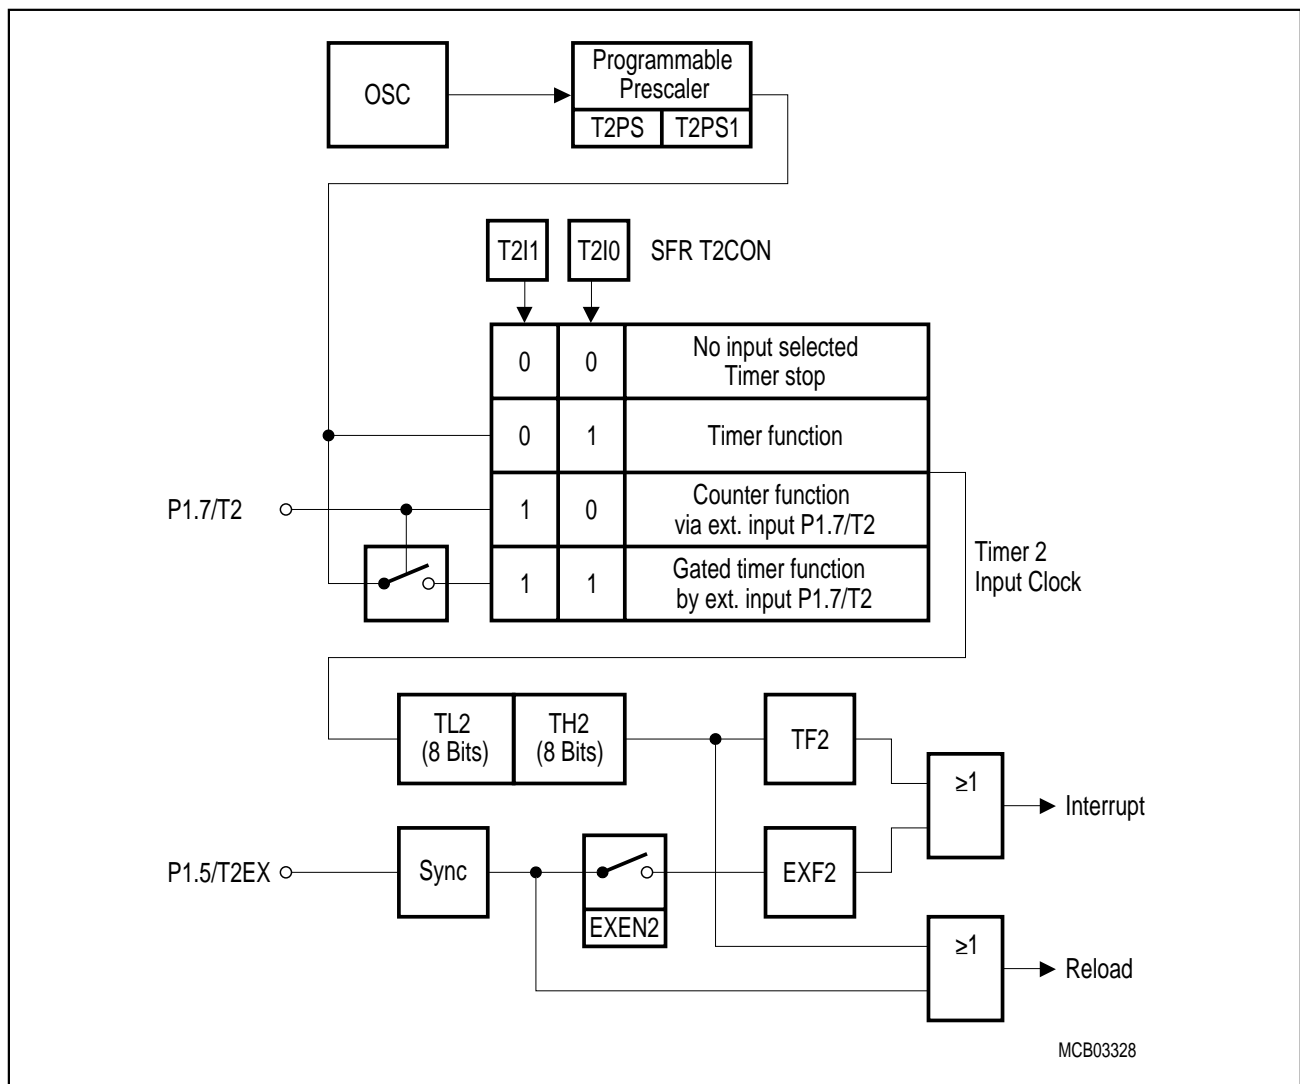 OSC
Programmable
Prescaler
T2PS T2PS1
T2I1 T2I0 SFR T2CON
0 0 No input selected
Timer stop
0 1 Timer function
P1.7/T2
1 0 Counter function
via ext. input P1.7/T2
1 1 Gated timer function
by ext. input P1.7/T2
Timer 2
Input Clock
TL2
(8 Bits)
TH2
(8 Bits)
TF2
≥1
Interrupt
P1.5/T2EX
Sync
EXEN2
EXF2
≥1
Reload
MCB03328